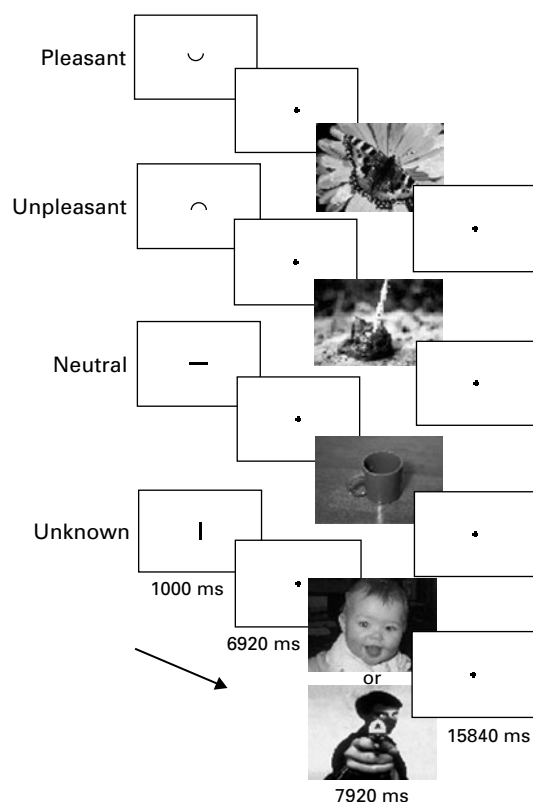 Pleasant
Unpleasant
Neutral
Unknown
1000 ms
6920 ms
or
15840 ms
7920 ms